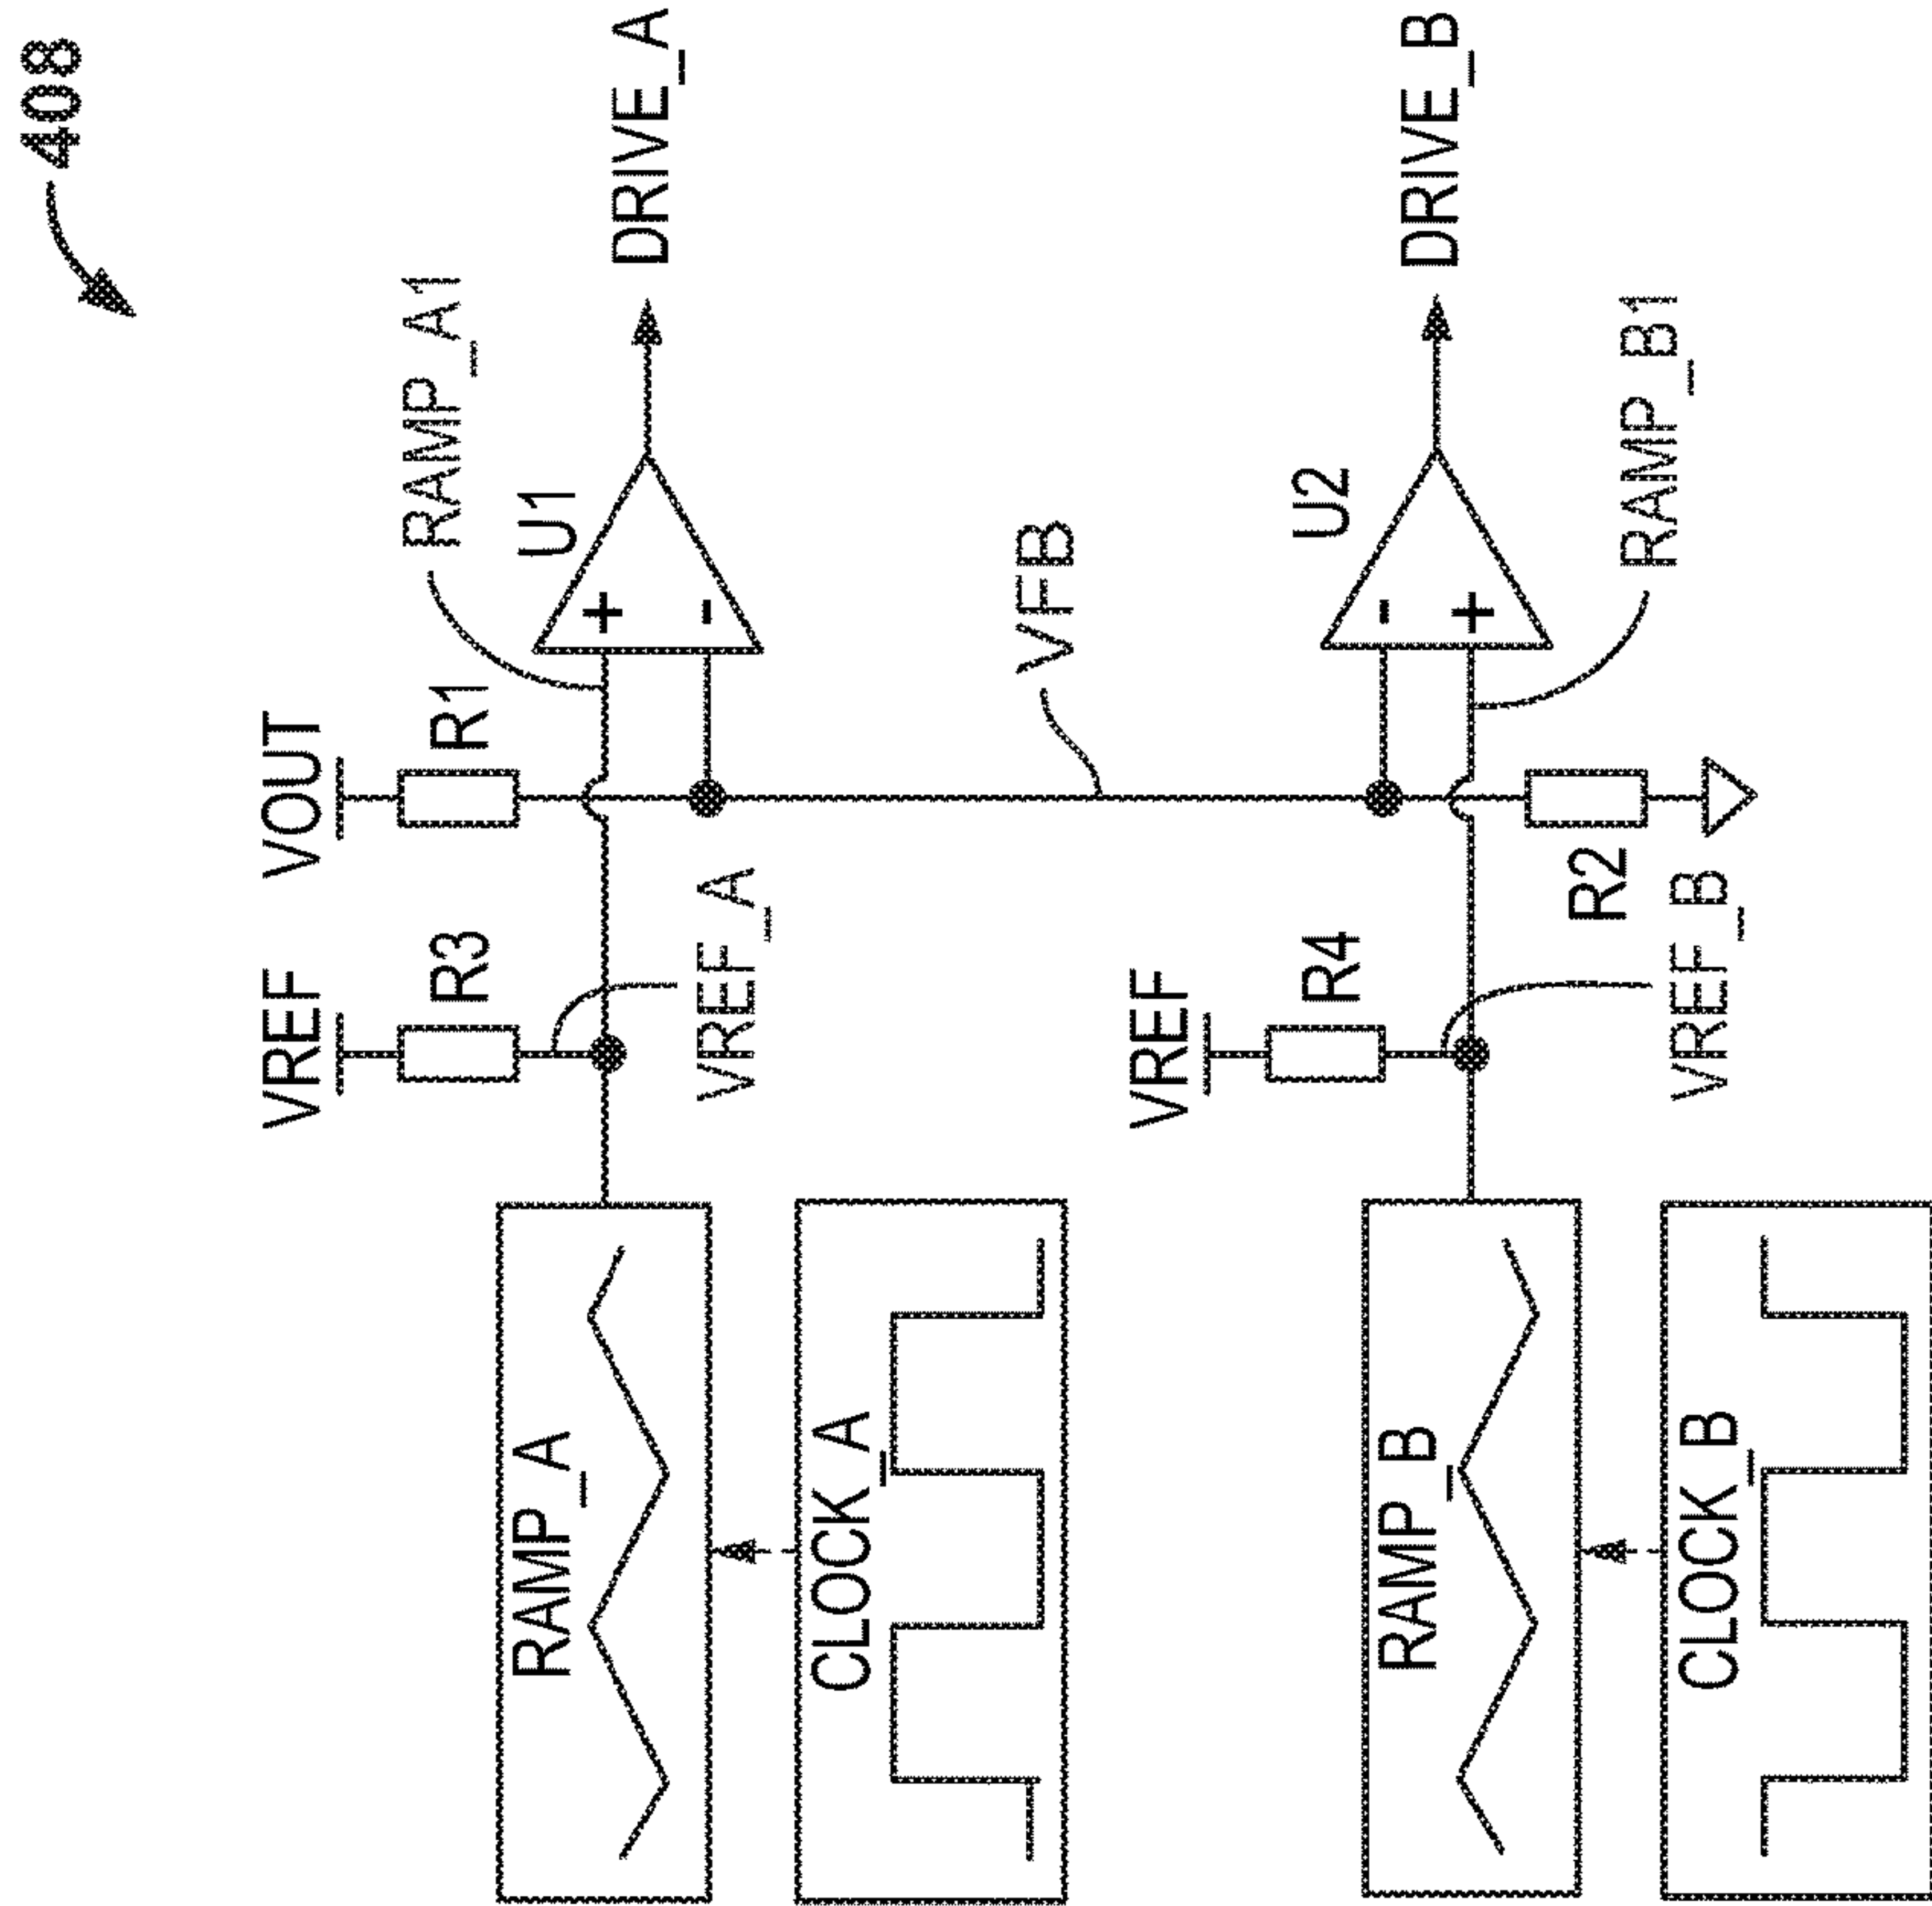 408
VREF
VOUT
R3
R1
RAMP_A1
RAMP_A
U1
+
-
DRIVE_A
VREF_A
CLOCK_A
VFB
VREF
R4
U2
-
+
DRIVE_B
RAMP_B
R2
VREF_B
RAMP_B1
CLOCK_B